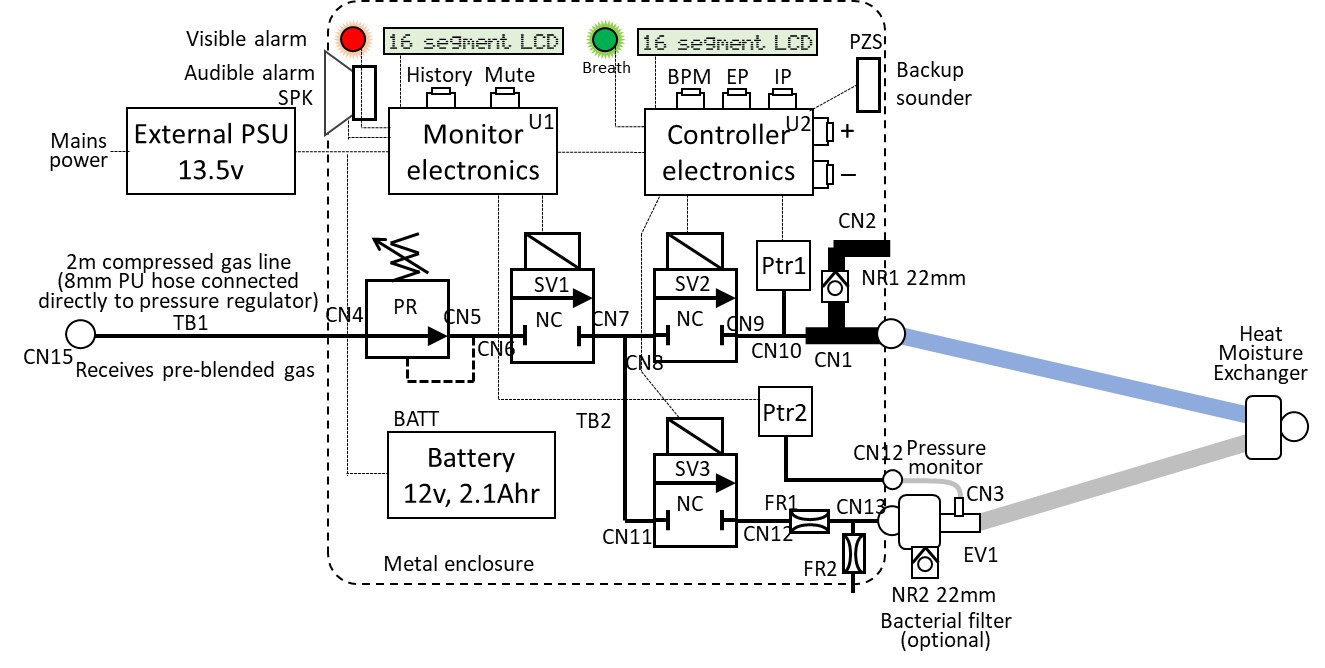 Visible alarm
16 se9ment LCD
16 se9ment LCD
PZS
Audible alarm
SPK
History
Mute
Breath
BPM
EP
IP
Backup
sounder
Mains
power
External PSU
13.5v
U1
Monitor
electronics
U2
Controller
electronics
+
–
CN2
2m compressed gas line
(8mm PU hose connected
directly to pressure regulator)
TB1
CN15
Receives pre-blended gas
CN4
PR
CN5
CN6
SV1
NC
CN7
SV2
NC
CN8
CN9
Ptr1
CN10
NR1 22mm
CN1
Heat
Moisture
Exchanger
BATT
Battery
12v, 2.1Ahr
TB2
Ptr2
SV3
NC
CN11
CN12
FR1
CN13
FR2
CN12
Pressure
monitor
CN3
EV1
NR2 22mm
Bacterial filter
(optional)
Metal enclosure